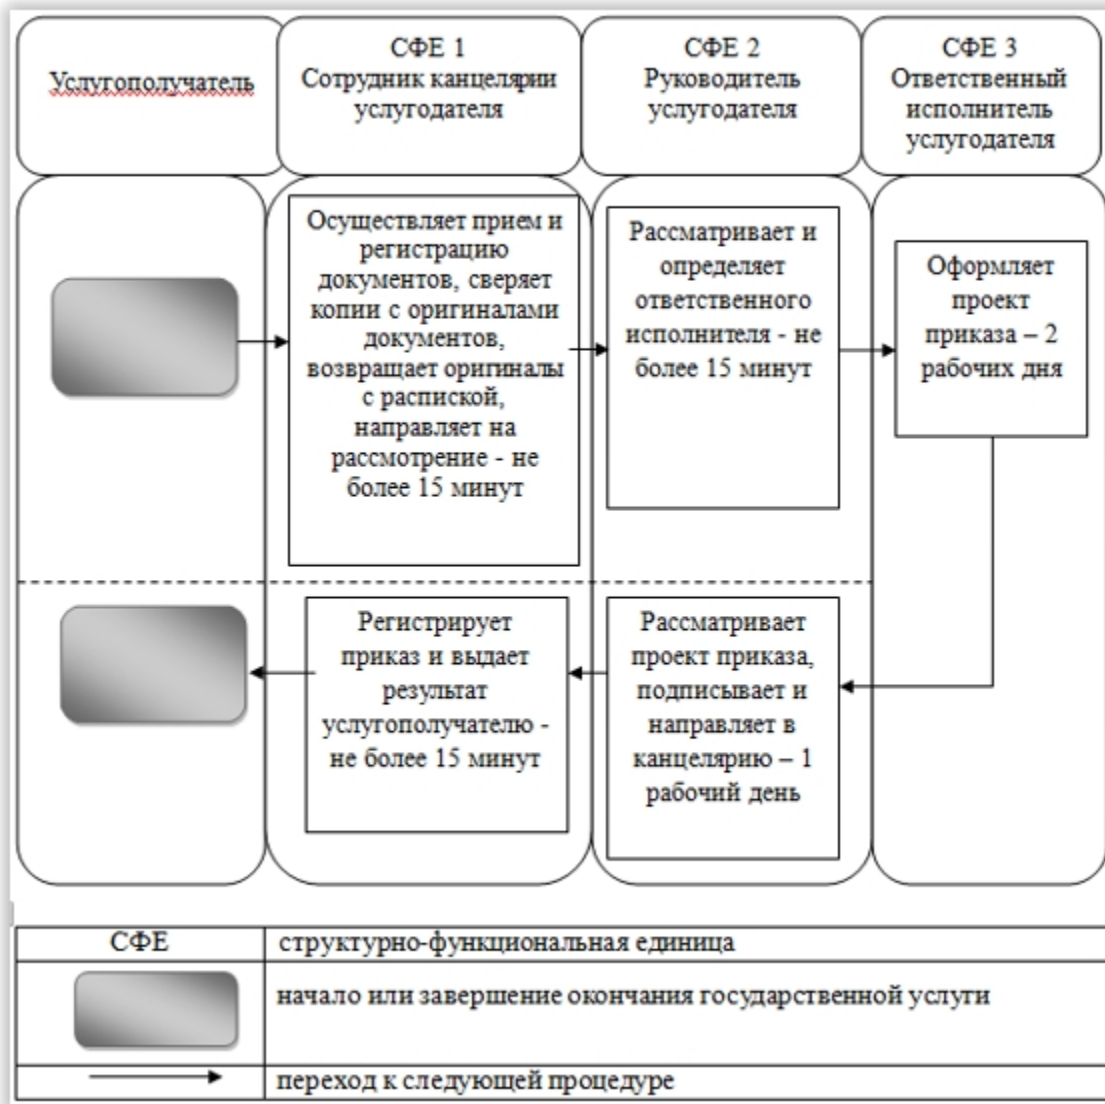 Услугополучатель
СФЕ 1
Сотрудник канцелярии
услугодателя
СФЕ 2
Руководитель
услугодателя
СФЕ 3
Ответственный
исполнитель
услугодателя
Осуществляет прием и
регистрацию
документов, сверяет
копии с оригиналами
документов,
возвращает оригиналы
с распиской,
направляет на
рассмотрение - не
более 15 минут
Рассматривает и
определяет
ответственного
исполнителя - не
более 15 минут
Оформляет
проект
приказа – 2
рабочих дня
Регистрирует
приказ и выдает
результат
услугополучателю -
не более 15 минут
Рассматривает
проект приказа,
подписывает и
направляет в
канцелярию – 1
рабочий день
СФЕ
структурно-функциональная единица
начало или завершение окончания государственной услуги
переход к следующей процедуре